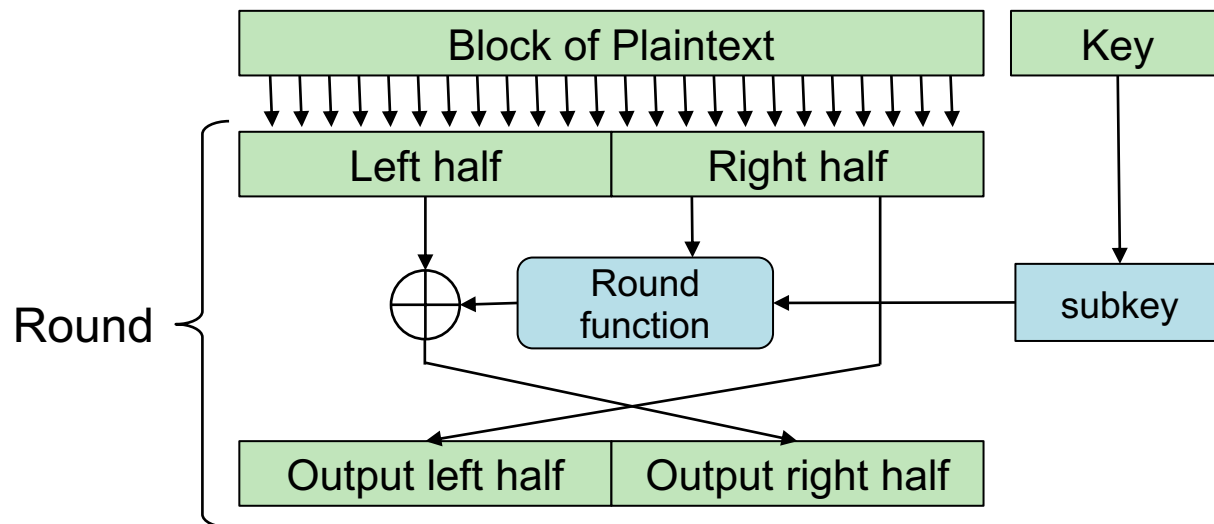 Block of Plaintext
Key
Left half
Right half
Round
function
subkey
Round
Output left half
Output right half